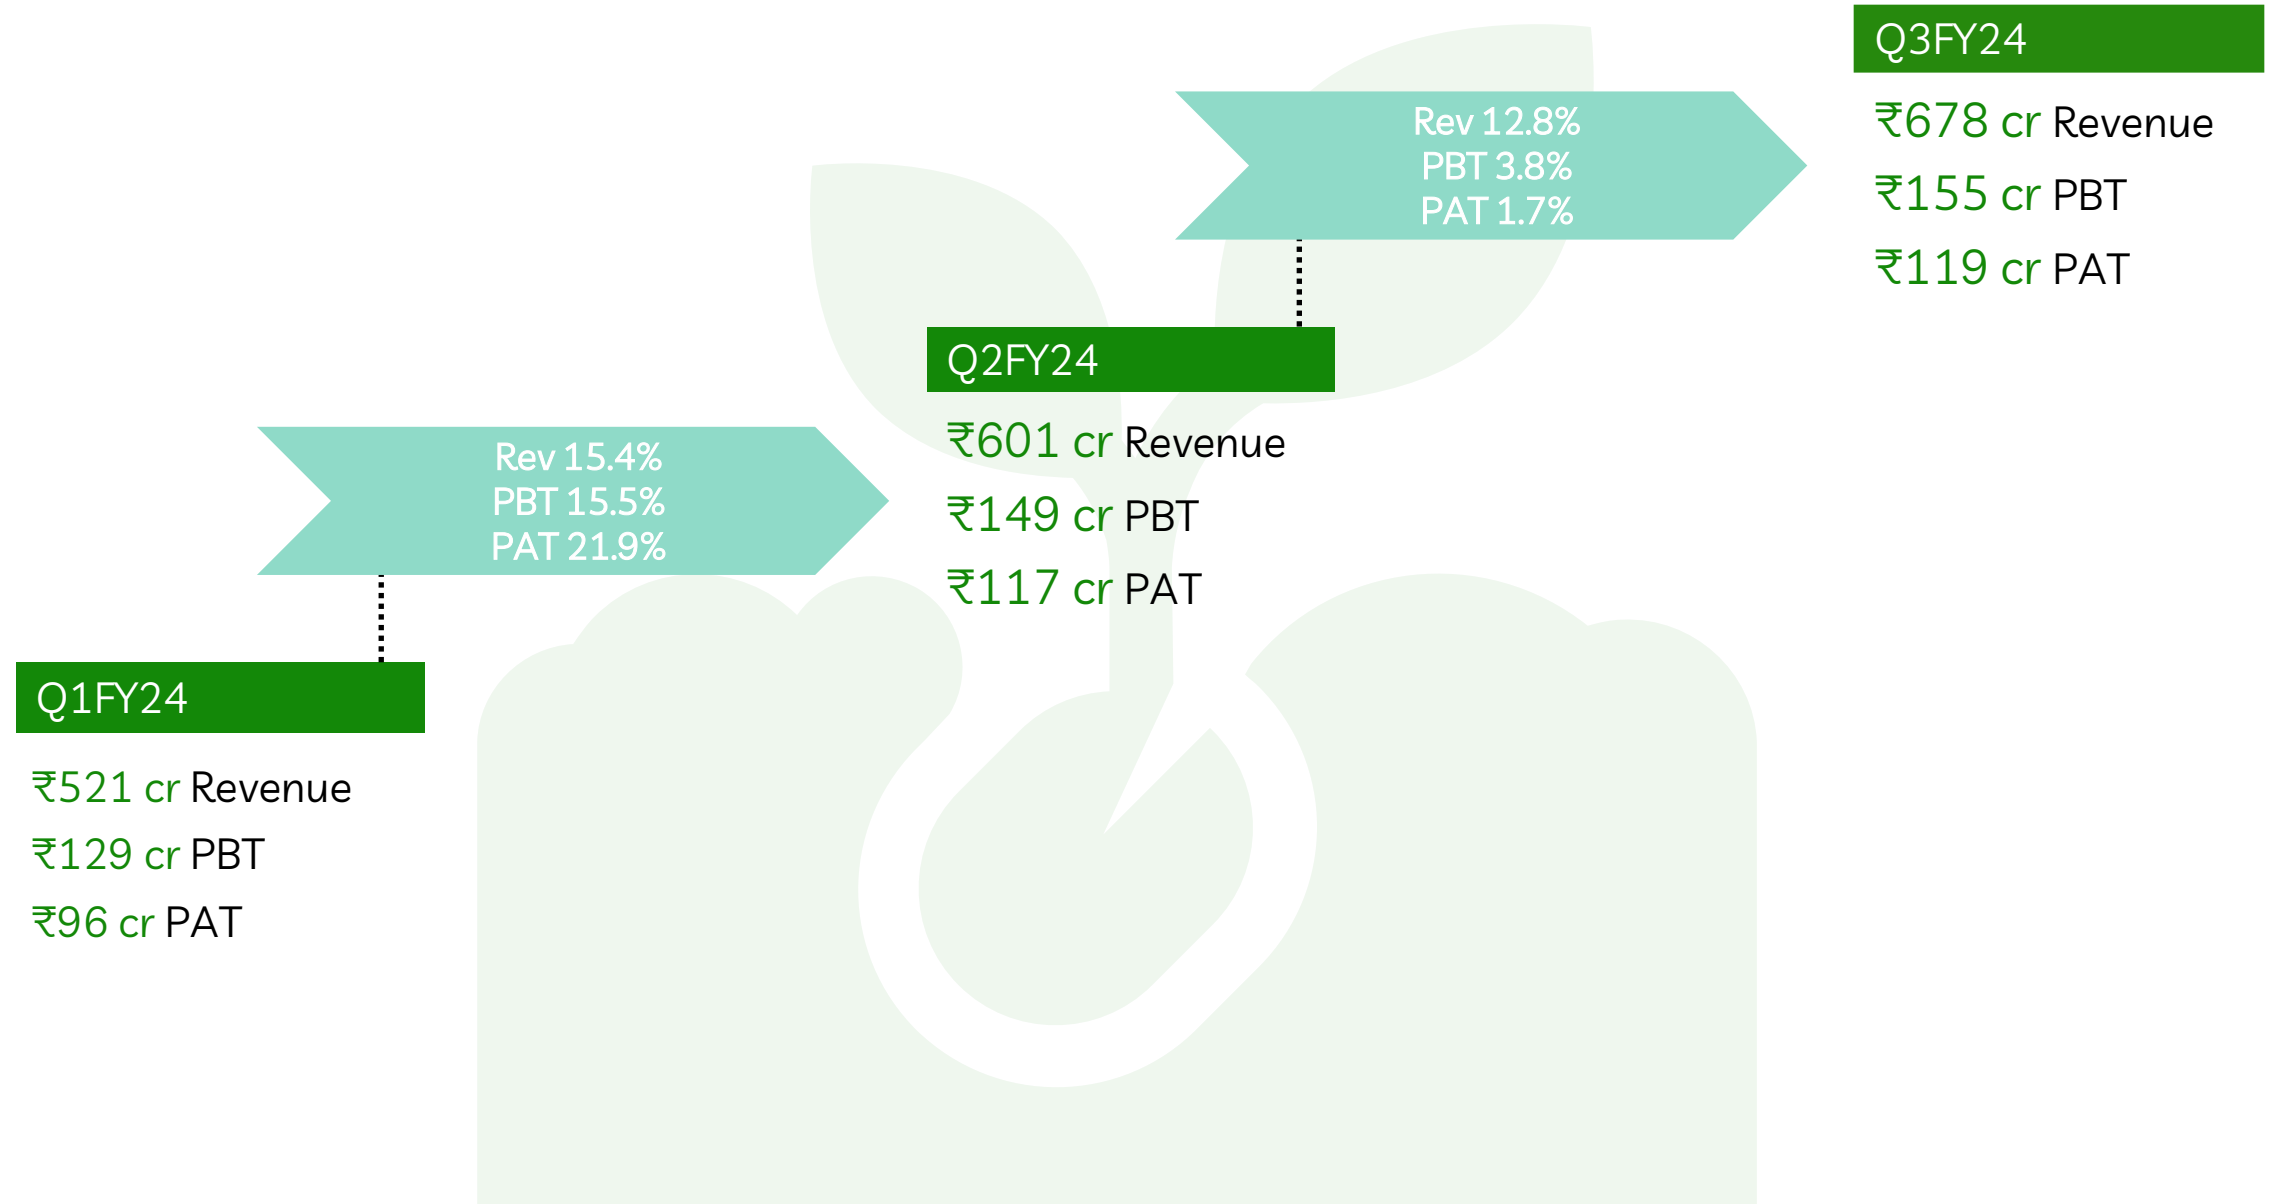 Q3FY24
₹678 cr Revenue
₹155 cr PBT
₹119 cr PAT
Rev 12.8%
PBT 3.8%
PAT 1.7%
Q2FY24
₹601 cr Revenue
₹149 cr PBT
₹117 cr PAT
Rev 15.4%
PBT 15.5%
PAT 21.9%
Q1FY24
₹521 cr Revenue
₹129 cr PBT
₹96 cr PAT